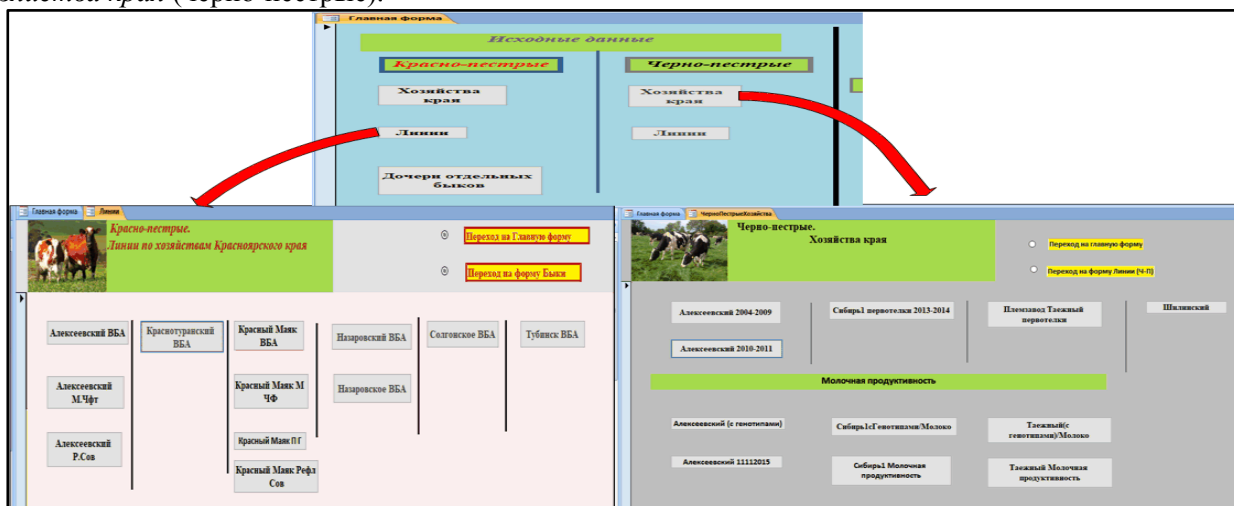 зяйства края (Черно-пестрые).
Главная форма
Исходные данные
Красно-пестрые
Черно-пестрые
Хозяйства
края
Хозяйства
края
Линии
Линии
Дочери отдельных
быков
Главная форма
Линии
Красно-пестрые.
Линии по хозяйствам Красноярского края
Переход на Главную форму
Переход на форму Быки
Алексеевский ВБА
Краснотуранский
ВБА
Красный Маяк
ВБА
Назаровский ВБА
Солгонское ВБА
Тубинск ВБА
Алексеевский
М.Чфт
Красный Маяк М
ЧФ
Назаровское ВБА
Алексеевский
Р.Сов
Красный Маяк П Г
Красный Маяк Рефл
Сов
Главная форма
ЧерноПестрыеХозяйства
Черно-пестрые.
Хозяйства края
Переход на главную форму
Переход на форму Линии (Ч-П)
Алексеевский 2004-2009
Сибирь1 первотелки 2013-2014
Племзавод Таежный
первотелки
Шилинский
Алексеевский 2010-2011
Молочная продуктивность
Алексеевский (с генотипами)
Сибирь1сГенотипами/Молоко
Таежный(с
генотипами)/Молоко
Алексеевский 11112015
Сибирь1 Молочная
продуктивность
Таежный Молочная
продуктивность